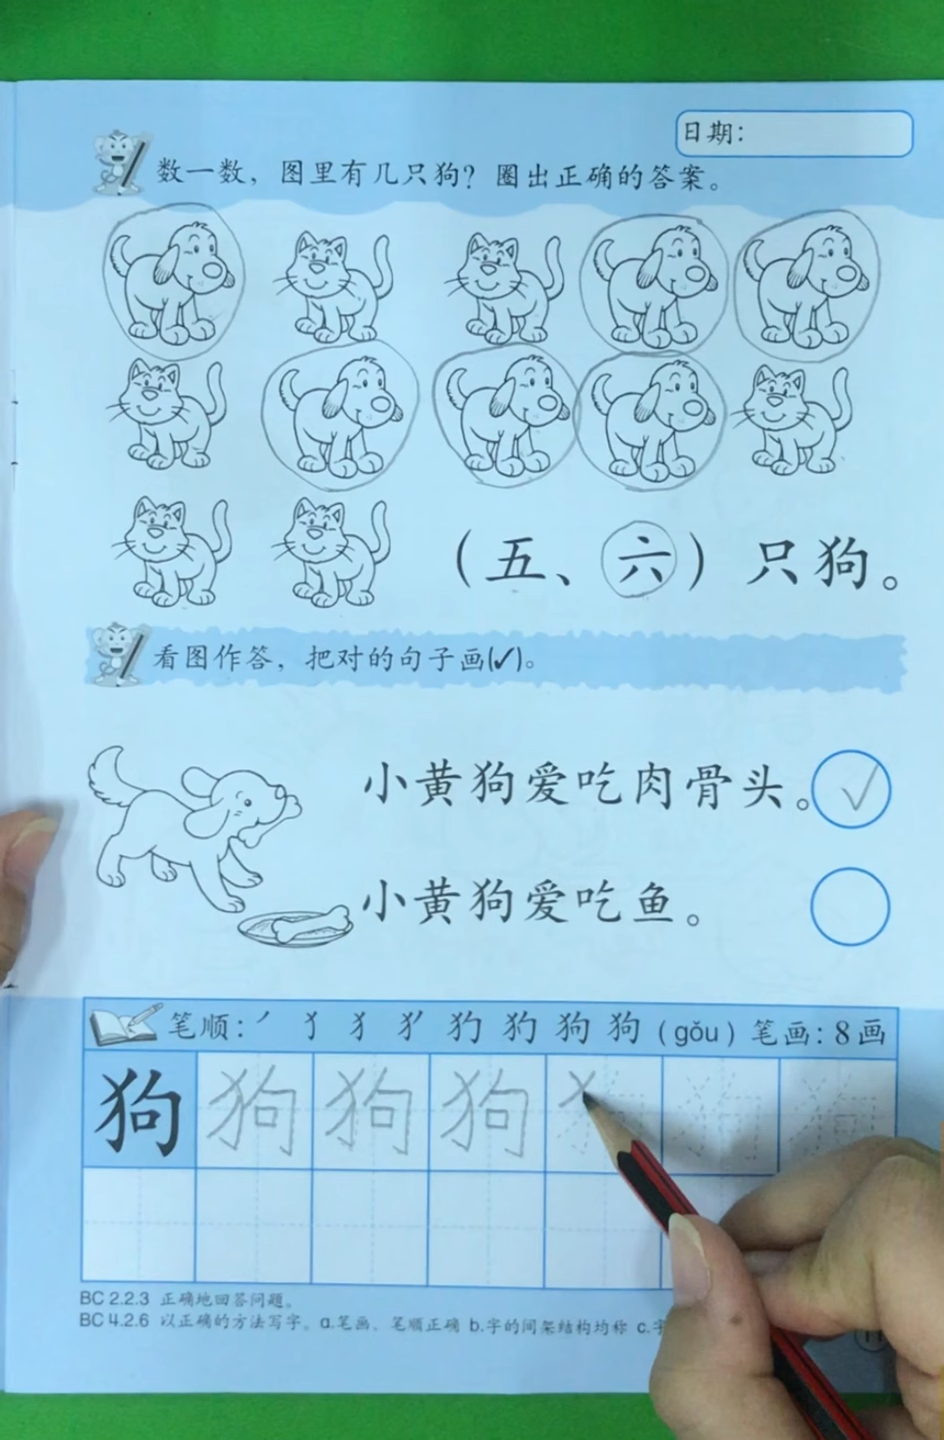 日期：
数一数，图里有几只狗？圈出正确的答案。
（五、六）只狗。
看图作答，把对的句子画(✓)。
小黄狗爱吃肉骨头。✓
小黄狗爱吃鱼。
笔顺：㇒ 犭 狗 狗 (gǒu) 笔画：8画
狗 狗 狗 狗
BC 2.2.3 正确地回答问题。
BC 4.2.6 以正确的方法写字。a.笔画、笔顺正确 b.字的间架结构均称 c.字